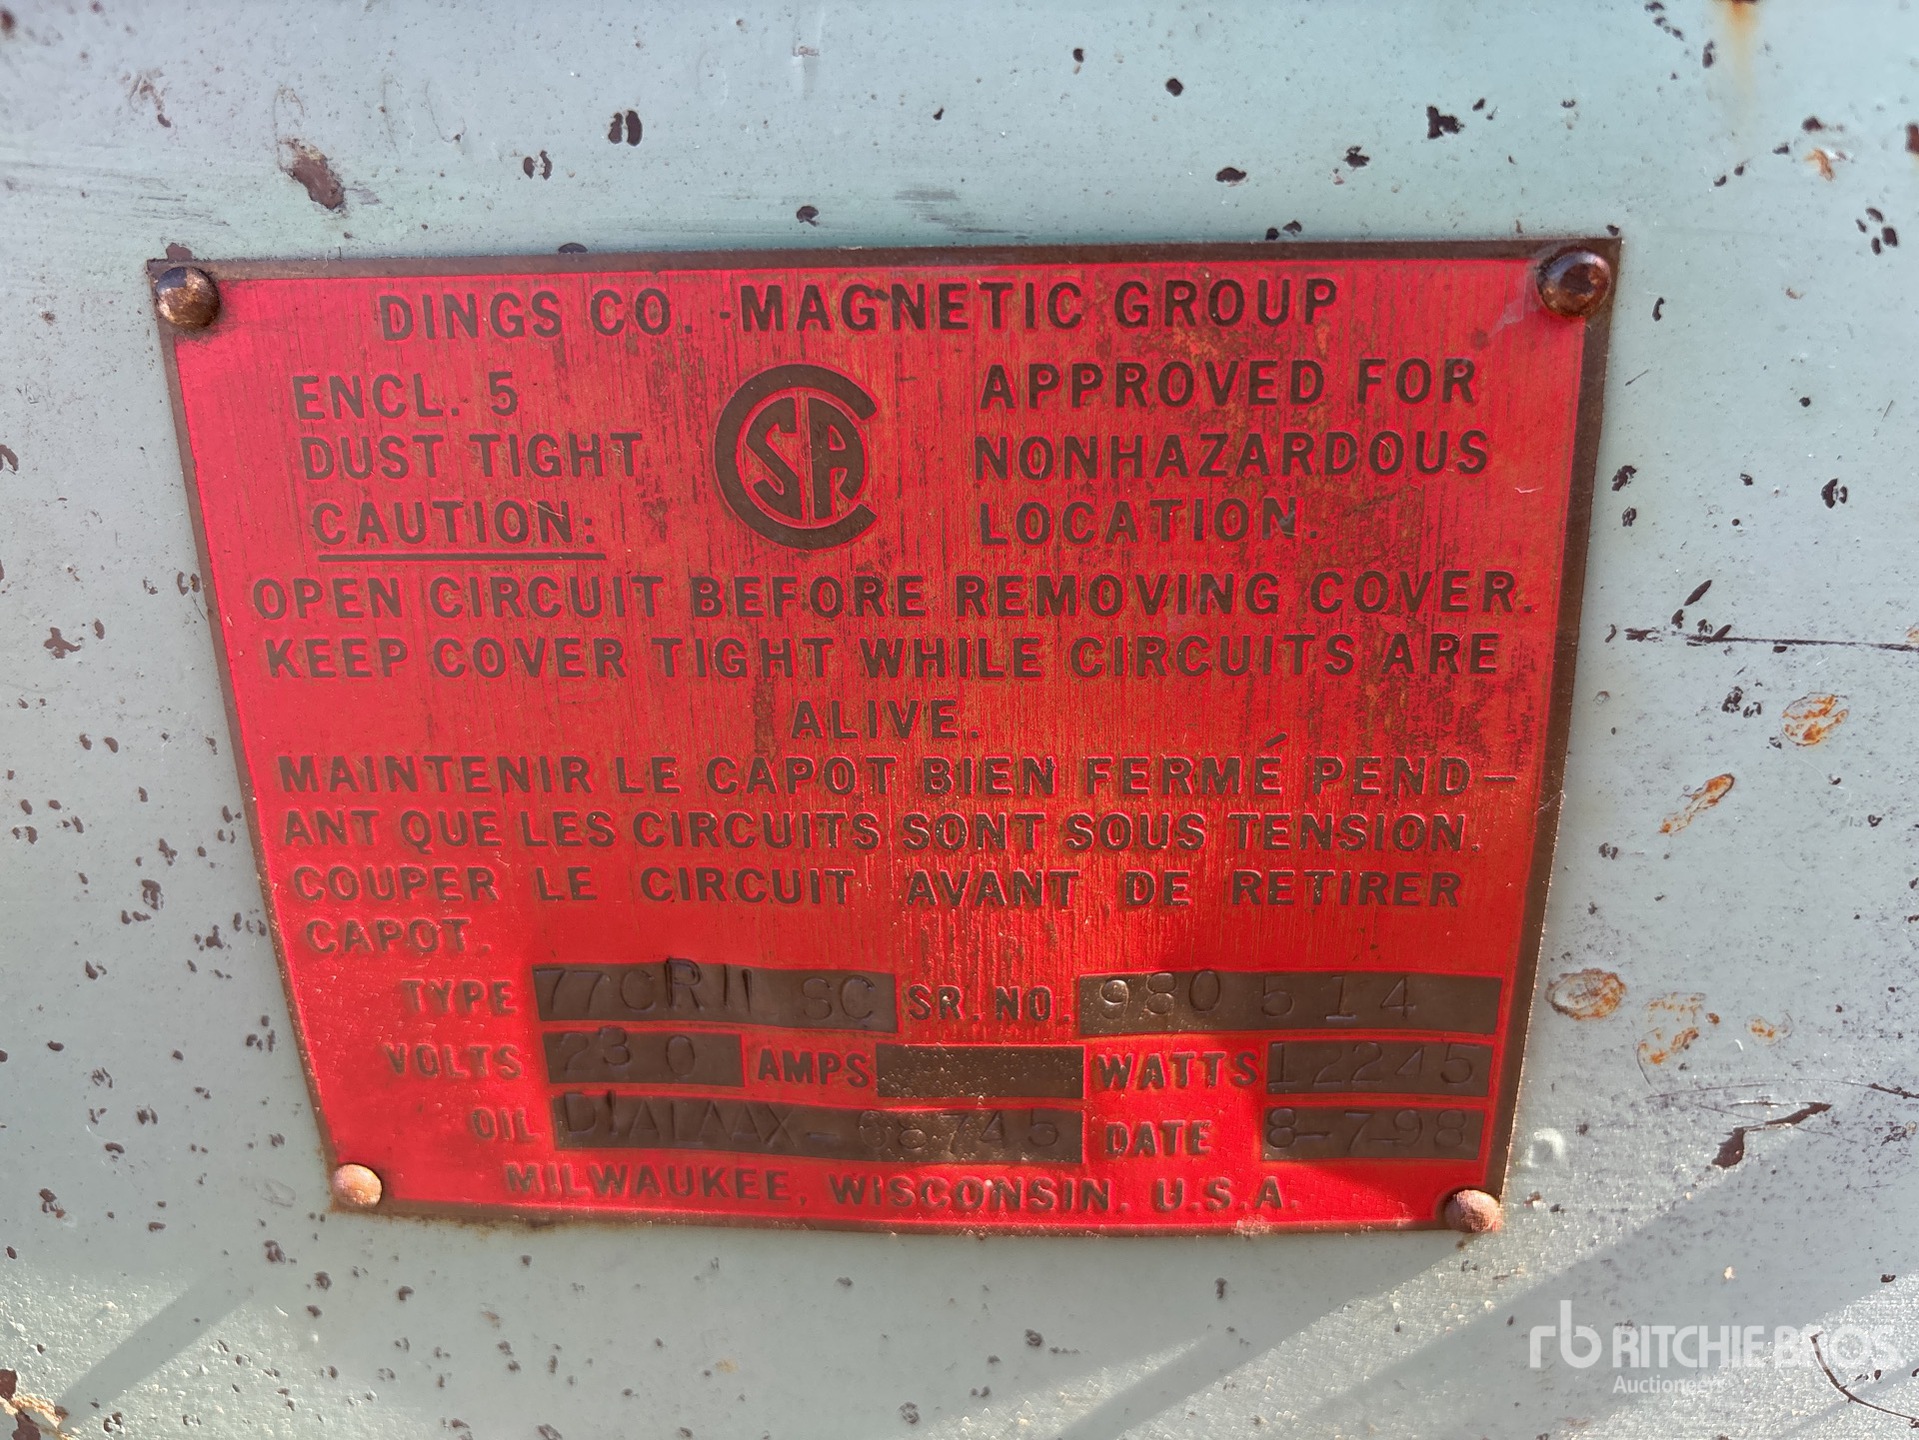 DINGS CO. - MAGNETIC GROUP
ENCL. 5
DUST TIGHT
CAUTION:
CSA
APPROVED FOR
NONHAZARDOUS
LOCATION.
OPEN CIRCUIT BEFORE REMOVING COVER.
KEEP COVER TIGHT WHILE CIRCUITS ARE
ALIVE.
MAINTENIR LE CAPOT BIEN FERMÉ PEND-
ANT QUE LES CIRCUITS SONT SOUS TENSION.
COUPER LE CIRCUIT AVANT DE RETIRER
CAPOT.
TYPE SC SR. NO. 980514
VOLTS 230 AMPS WATTS 12245
OIL DATE 8-7-98
MILWAUKEE, WISCONSIN, U.S.A.
rb RITCHIE BROS
Auctioneers